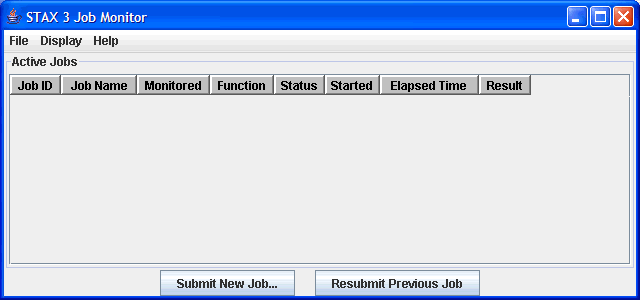 STAX 3 Job Monitor
File Display Help
Active Jobs
Job ID Job Name Monitored Function Status Started Elapsed Time Result
Submit New Job... Resubmit Previous Job